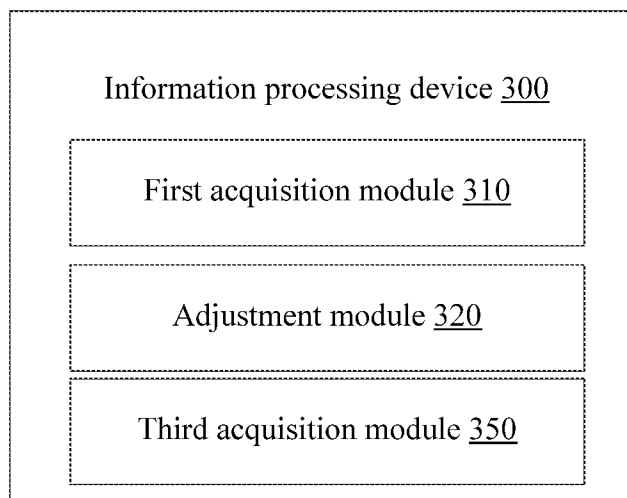 Information processing device 300
First acquisition module 310
Adjustment module 320
Third acquisition module 350